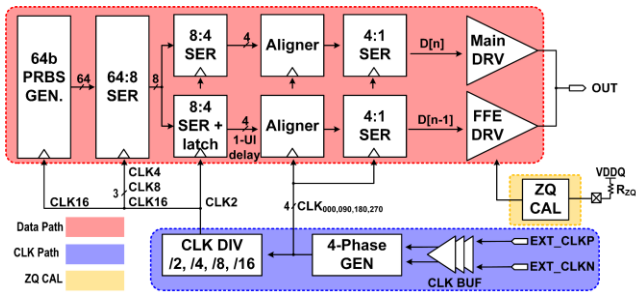 64b
PRBS
GEN.
64
64:8
SER
8
8:4
SER
4
Aligner
4:1
SER
D[n]
Main
DRV
8:4
SER +
latch
4
1-UI
delay
Aligner
4:1
SER
D[n-1]
FFE
DRV
OUT
CLK16
3
CLK4
CLK8
CLK16
CLK2
4
CLK000,090,180,270
ZQ
CAL
VDDQ
RZQ
Data Path
CLK Path
ZQ CAL
CLK DIV
/2, /4, /8, /16
4-Phase
GEN
CLK BUF
EXT_CLKP
EXT_CLKN